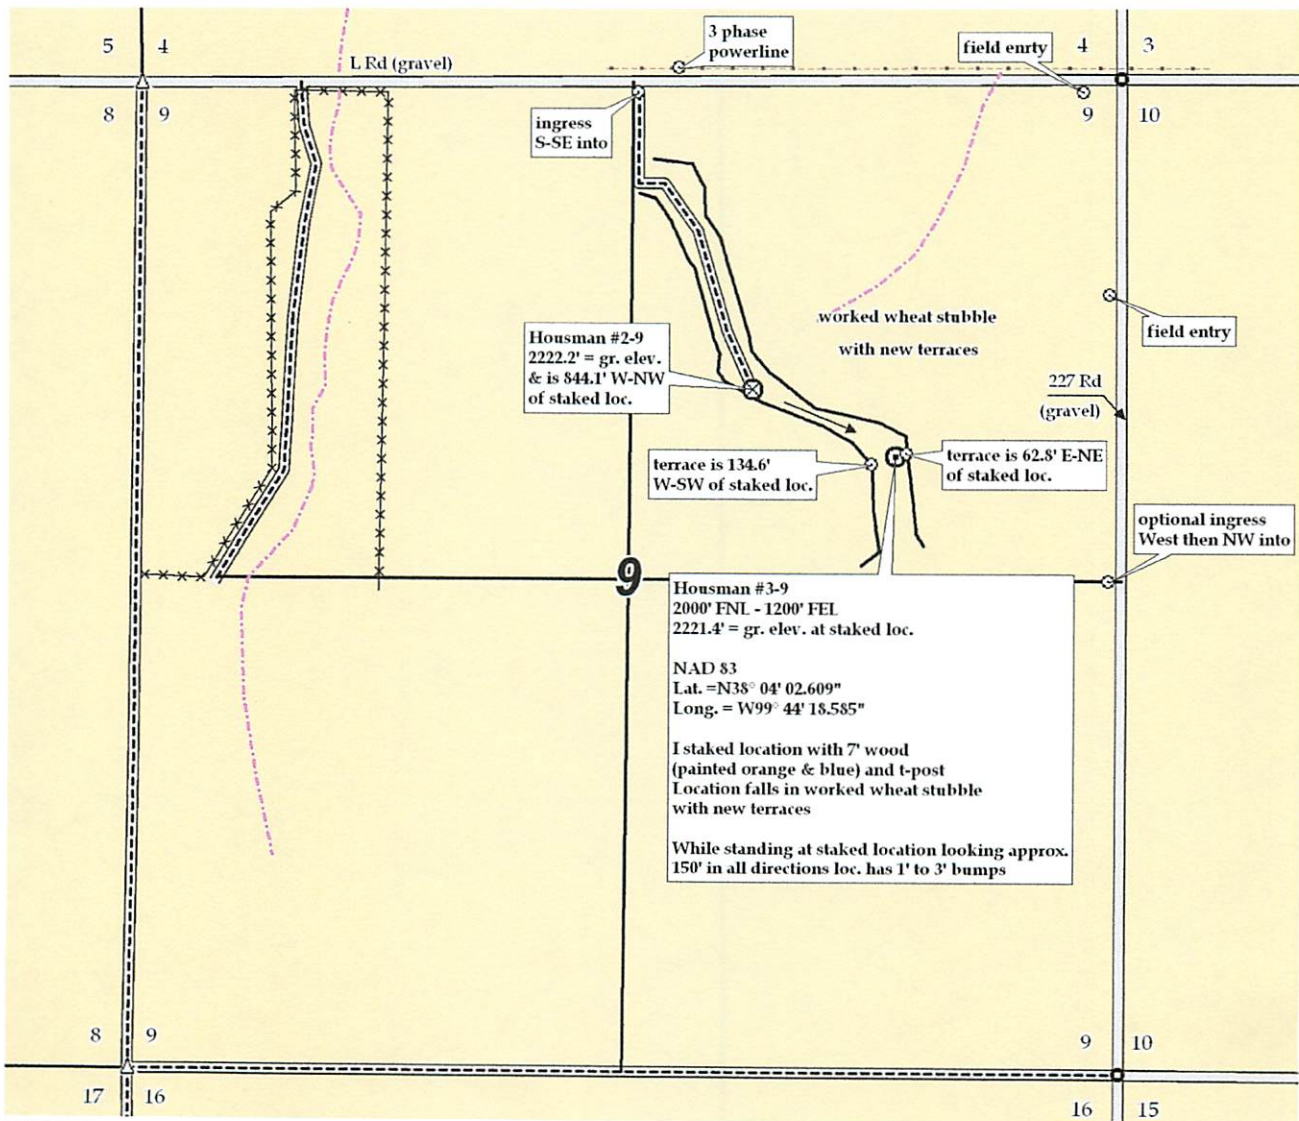 5 4
L Rd (gravel)
3 phase
powerline
field enrty
4 3
8 9
9 10
ingress
S-SE into
worked wheat stubble
with new terraces
field entry
Housman #2-9
2222.2' = gr. elev.
& is 844.1' W-NW
of staked loc.
227 Rd
(gravel)
terrace is 134.6'
W-SW of staked loc.
terrace is 62.8' E-NE
of staked loc.
optional ingress
West then NW into
9
Housman #3-9
2000' FNL - 1200' FEL
2221.4' = gr. elev. at staked loc.
NAD 83
Lat. =N38° 04' 02.609"
Long. = W99° 44' 18.585"
I staked location with 7' wood
(painted orange & blue) and t-post
Location falls in worked wheat stubble
with new terraces
While standing at staked location looking approx.
150' in all directions loc. has 1' to 3' bumps
8 9
9 10
17 16
16 15